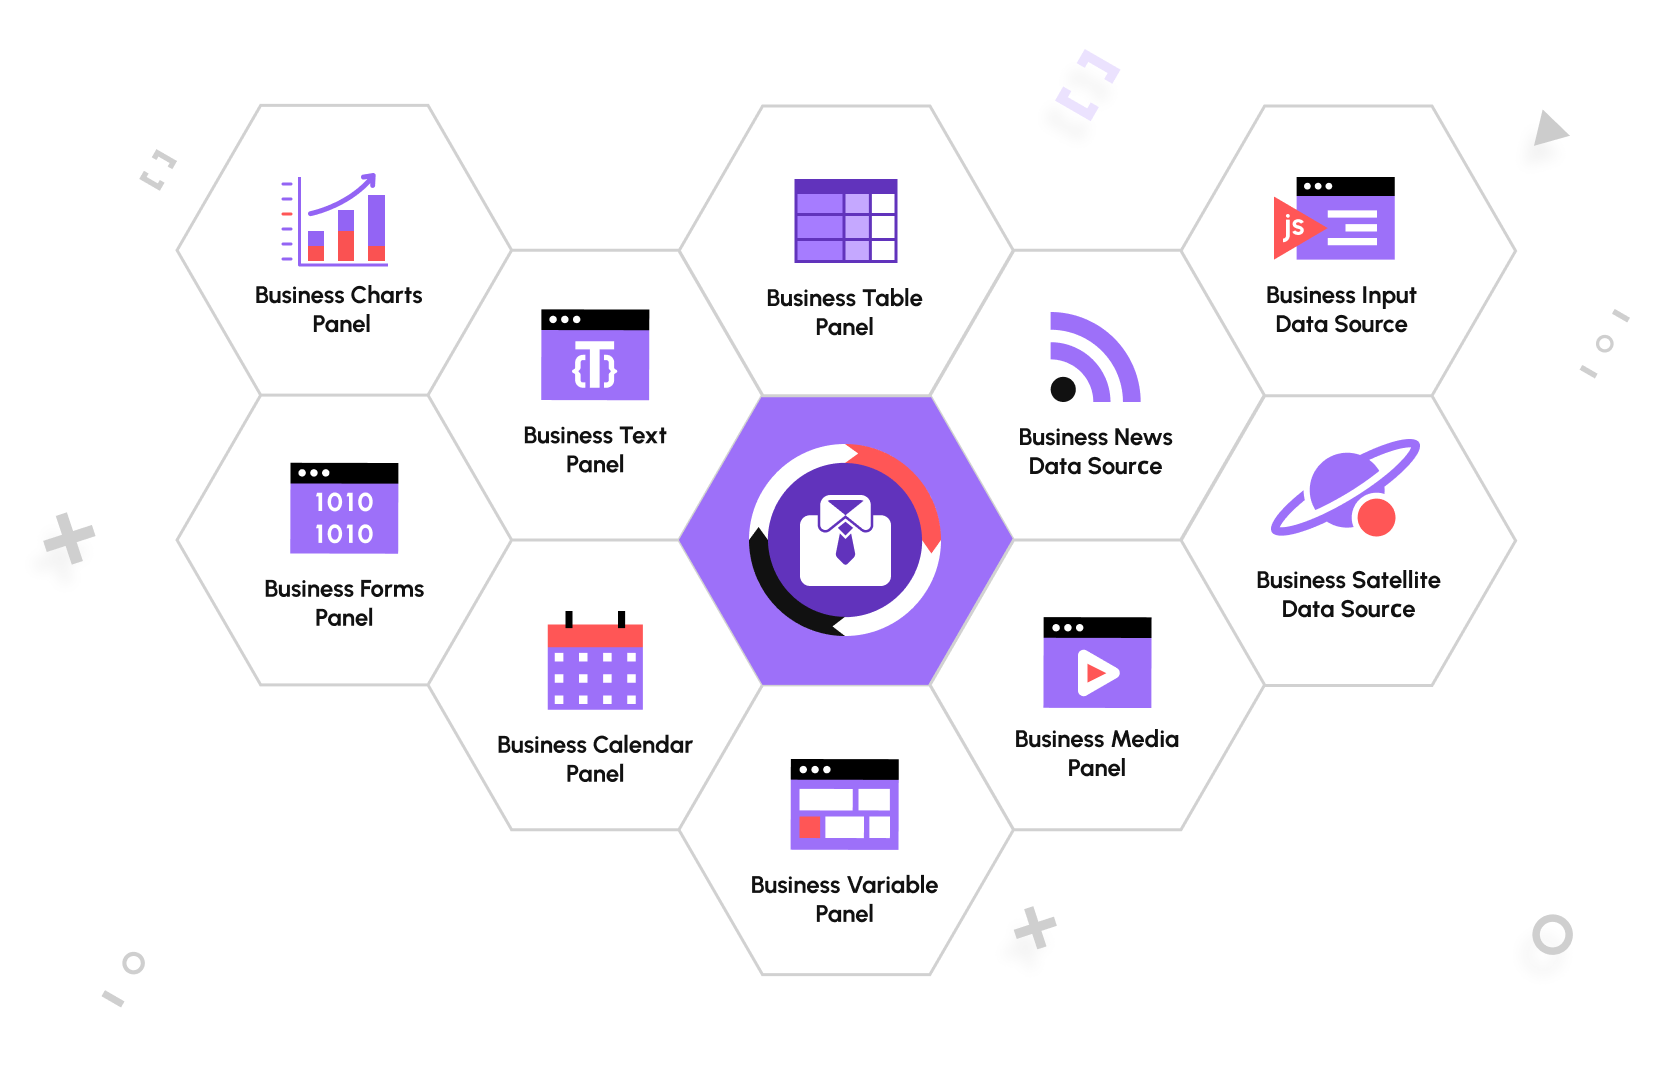 Business Charts
Panel
Business Table
Panel
js
Business Input
Data Source
{T}
Business Text
Panel
Business News
Data Source
1010
1010
Business Forms
Panel
Business Satellite
Data Source
Business Calendar
Panel
Business Media
Panel
Business Variable
Panel